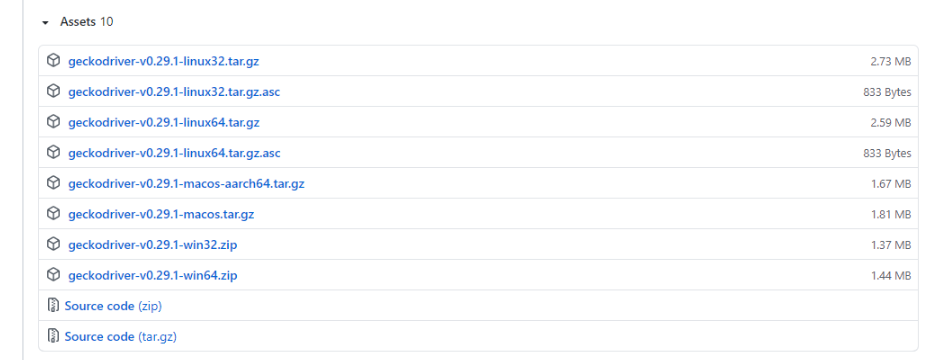 Assets 10
geckodriver-v0.29.1-linux32.tar.gz 2.73 MB
geckodriver-v0.29.1-linux32.tar.gz.asc 833 Bytes
geckodriver-v0.29.1-linux64.tar.gz 2.59 MB
geckodriver-v0.29.1-linux64.tar.gz.asc 833 Bytes
geckodriver-v0.29.1-macos-aarch64.tar.gz 1.67 MB
geckodriver-v0.29.1-macos.tar.gz 1.81 MB
geckodriver-v0.29.1-win32.zip 1.37 MB
geckodriver-v0.29.1-win64.zip 1.44 MB
Source code (zip)
Source code (tar.gz)